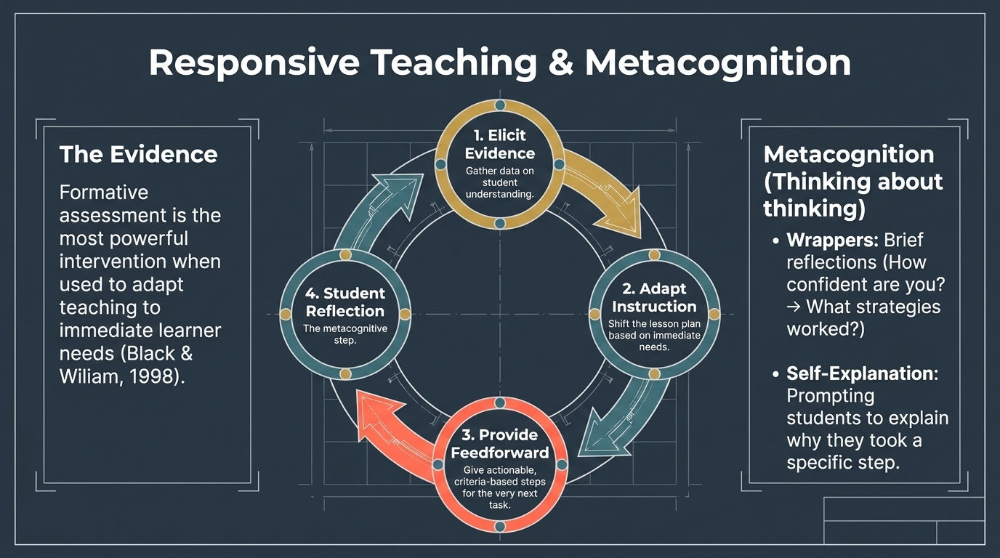 Responsive Teaching & Metacognition
The Evidence
Formative
assessment is the
most powerful
intervention when
used to adapt
teaching to
immediate learner
needs (Black &
Wiliam, 1998).
1. Elicit
Evidence
Gather data on
student
understanding.
2. Adapt
Instruction
Shift the lesson plan
based on immediate
needs.
3. Provide
Feedforward
Give actionable,
criteria-based steps
for the very next
task.
4. Student
Reflection
The metacognitive
step.
Metacognition
(Thinking about
thinking)
• Wrappers: Brief
reflections (How
confident are you?
→ What strategies
worked?)
• Self-Explanation:
Prompting
students to explain
why they took a
specific step.